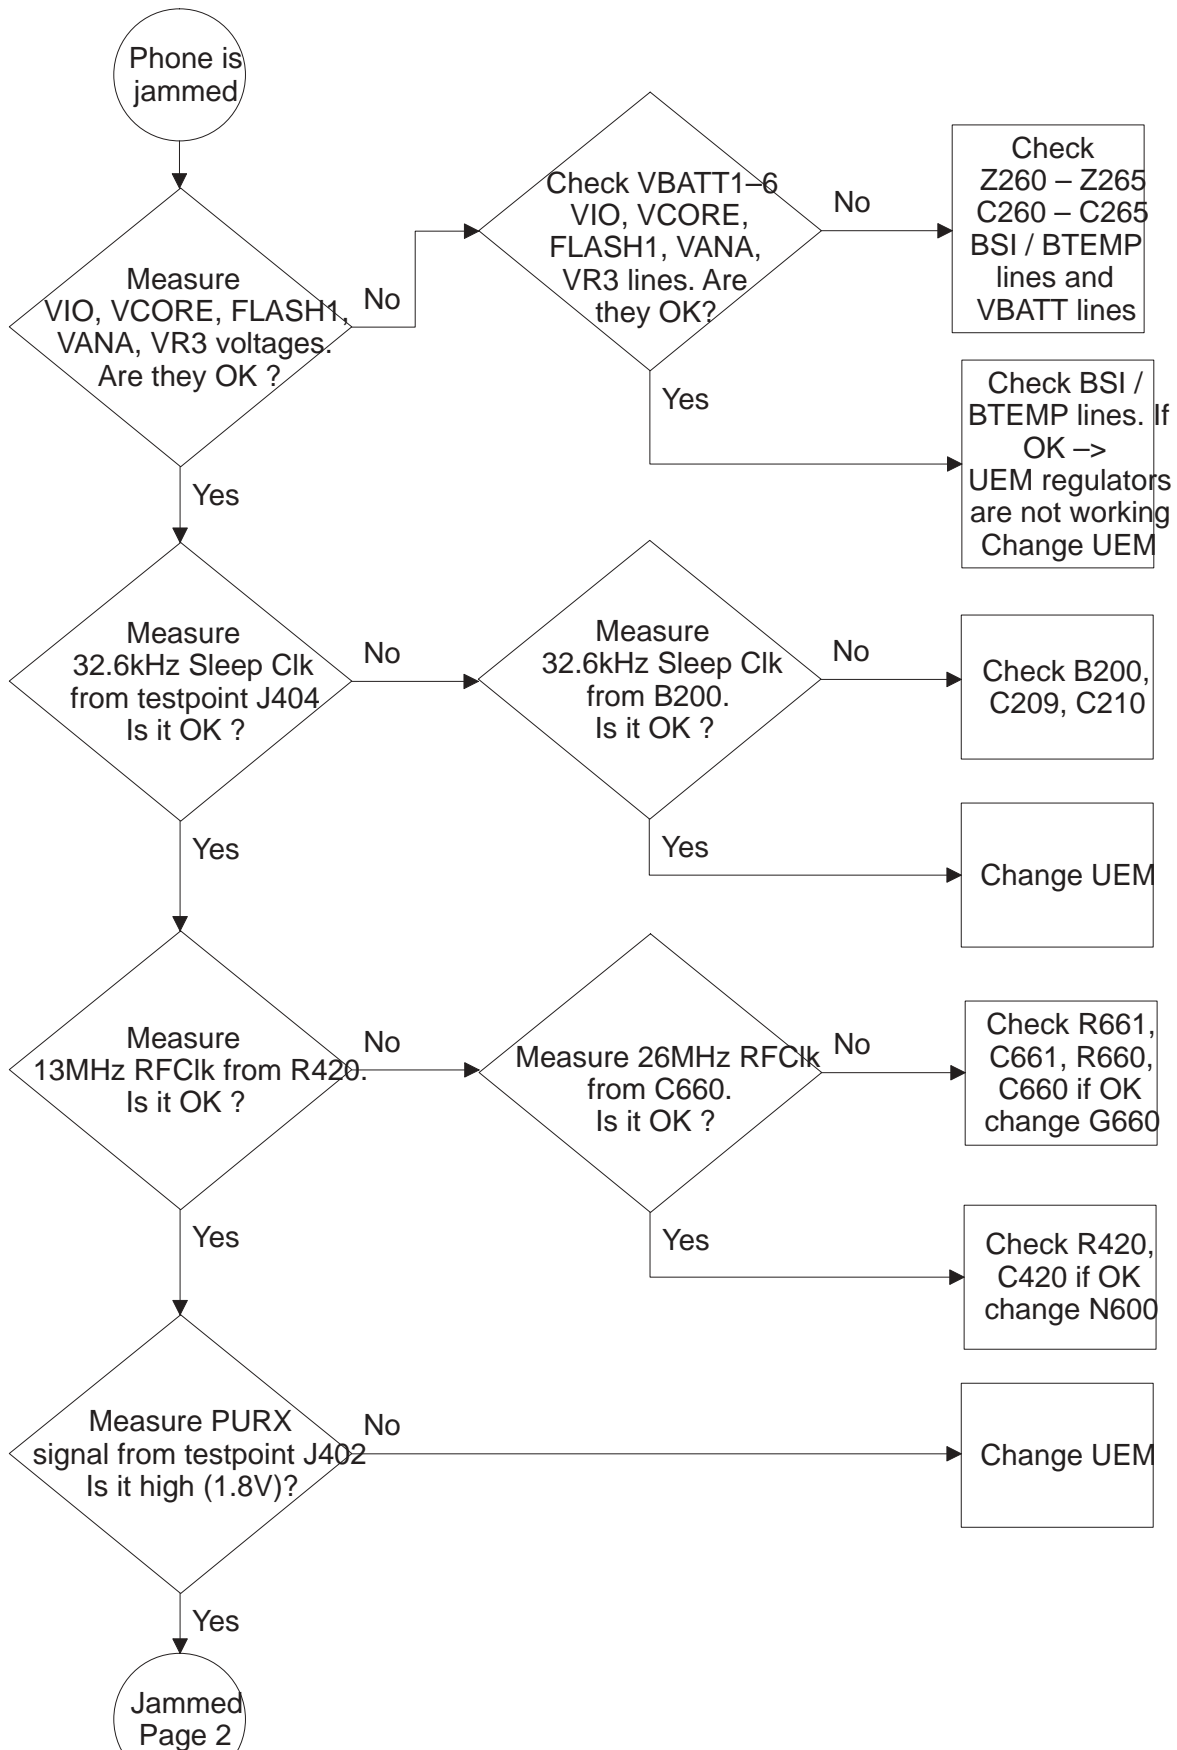 Phone is
jammed
Measure
VIO, VCORE, FLASH1,
VANA, VR3 voltages.
Are they OK ?
No
Check VBATT1–6
VIO, VCORE,
FLASH1, VANA,
VR3 lines. Are
they OK?
No
Check
Z260 – Z265
C260 – C265
BSI / BTEMP
lines and
VBATT lines
Yes
Check BSI /
BTEMP lines. If
OK –>
UEM regulators
are not working
Change UEM
Yes
Measure
32.6kHz Sleep Clk
from testpoint J404
Is it OK ?
No
Measure
32.6kHz Sleep Clk
from B200.
Is it OK ?
No
Check B200,
C209, C210
Yes
Change UEM
Yes
Measure
13MHz RFClk from R420.
Is it OK ?
No
Measure 26MHz RFClk
from C660.
Is it OK ?
No
Check R661,
C661, R660,
C660 if OK
change G660
Yes
Check R420,
C420 if OK
change N600
Yes
Measure PURX
signal from testpoint J402
Is it high (1.8V)?
No
Change UEM
Yes
Jammed
Page 2